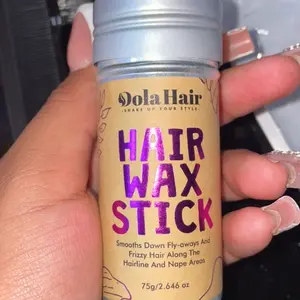 Dola Hair
SHAKE UP YOUR STYLE
HAIR
WAX
STICK
Smooths Down Fly-aways And
Frizzy Hair Along The
Hairline And Nape Areas
75g/2.646 oz